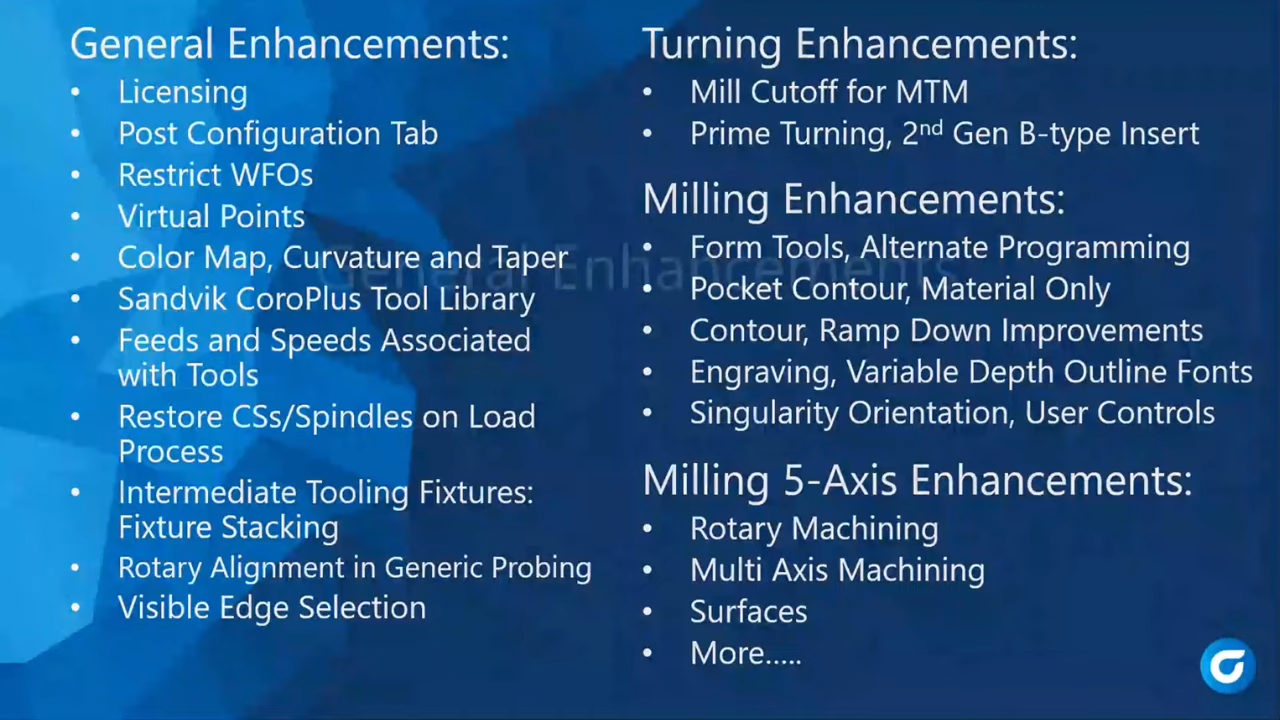 General Enhancements:
• Licensing
• Post Configuration Tab
• Restrict WFOs
• Virtual Points
• Color Map, Curvature and Taper
• Sandvik CoroPlus Tool Library
• Feeds and Speeds Associated
with Tools
• Restore CSs/Spindles on Load
Process
• Intermediate Tooling Fixtures:
Fixture Stacking
• Rotary Alignment in Generic Probing
• Visible Edge Selection
Turning Enhancements:
• Mill Cutoff for MTM
• Prime Turning, 2nd Gen B-type Insert
Milling Enhancements:
• Form Tools, Alternate Programming
• Pocket Contour, Material Only
• Contour, Ramp Down Improvements
• Engraving, Variable Depth Outline Fonts
• Singularity Orientation, User Controls
Milling 5-Axis Enhancements:
• Rotary Machining
• Multi Axis Machining
• Surfaces
• More.....
General Enhancements